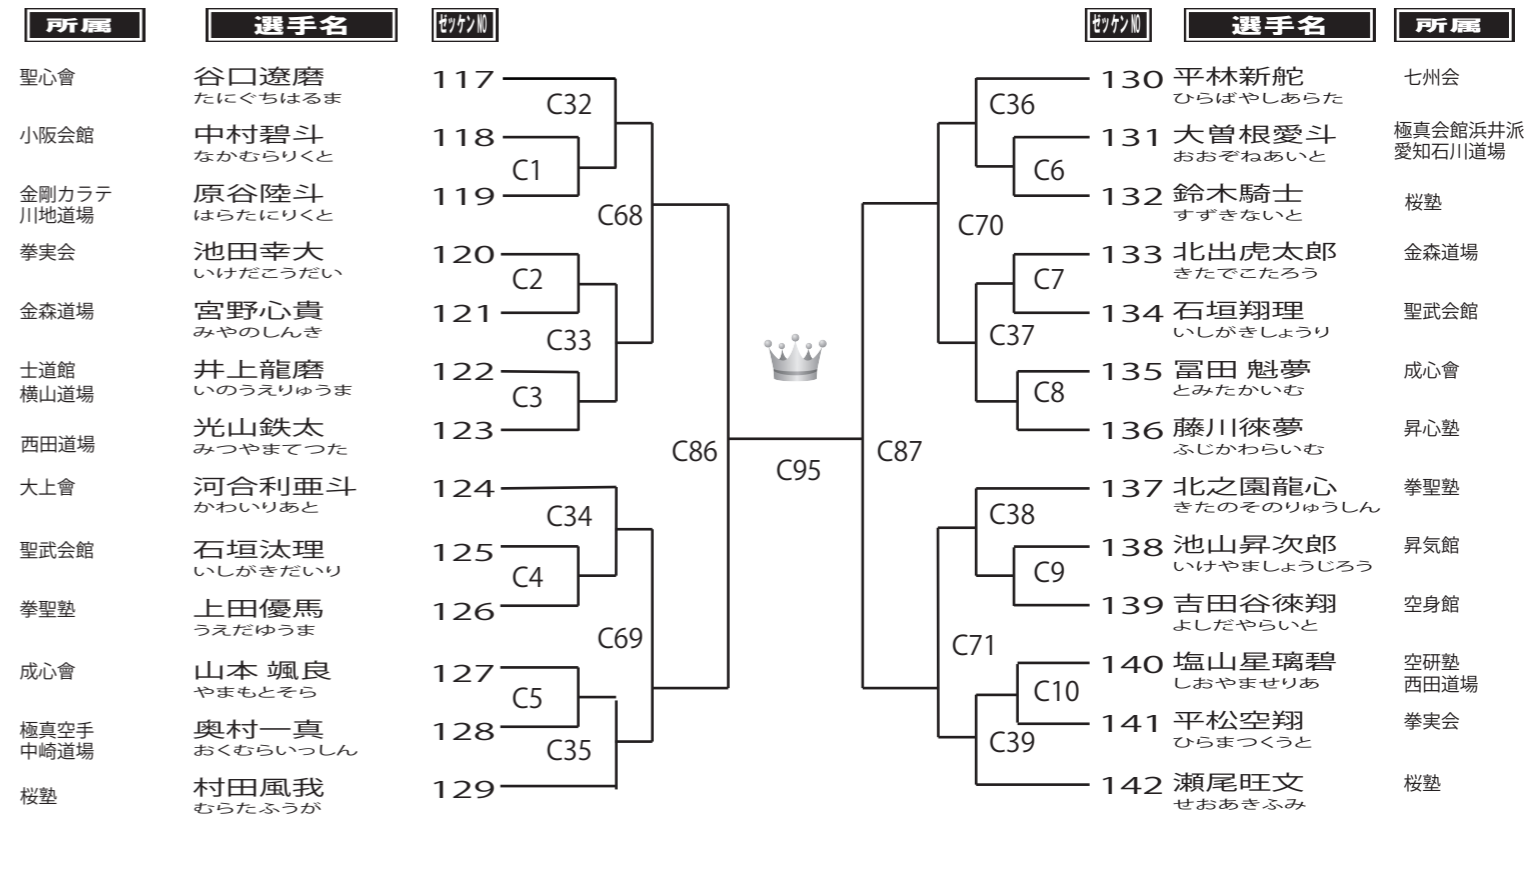 所属 選手名 ゼッケンNO
聖心會 谷口遼磨 117
たにぐちはるま
小阪会館 中村碧斗 118
なかむらりくと
金剛カラテ 原谷陸斗 119
川地道場 はらたにりくと
拳実会 池田幸大 120
いけだこうだい
金森道場 宮野心貴 121
みやのしんき
士道館 井上龍磨 122
横山道場 いのうえりゅうま
西田道場 光山鉄太 123
みつやまてつた
大上會 河合利亜斗 124
かわいりあと
聖武会館 石垣汰理 125
いしがきだいり
拳聖塾 上田優馬 126
うえだゆうま
成心會 山本 颯良 127
やまもとそら
極真空手 奥村一真 128
中崎道場 おくむらいっしん
桜塾 村田風我 129
むらたふうが
C32
C1
C68
C2
C33
C3
C86
C34
C4
C69
C5
C35
C95
C36
C6
C70
C7
C37
C8
C87
C38
C9
C71
C10
C39
ゼッケンNO 選手名 所属
130 平林新舵 七州会
ひらばやしあらた
131 大曽根愛斗 極真会館浜井派
おおぞねあいと 愛知石川道場
132 鈴木騎士 桜塾
すずきないと
133 北出虎太郎 金森道場
きたでこたろう
134 石垣翔理 聖武会館
いしがきしょうり
135 冨田 魁夢 成心會
とみたかいむ
136 藤川徠夢 昇心塾
ふじかわらいむ
137 北之園龍心 拳聖塾
きたのそのりゅうしん
138 池山昇次郎 昇気館
いけやましょうじろう
139 吉田谷徠翔 空身館
よしだやらいと
140 塩山星璃碧 空研塾
しおやませりあ 西田道場
141 平松空翔 拳実会
ひらまつくうと
142 瀬尾旺文 桜塾
せおあきふみ